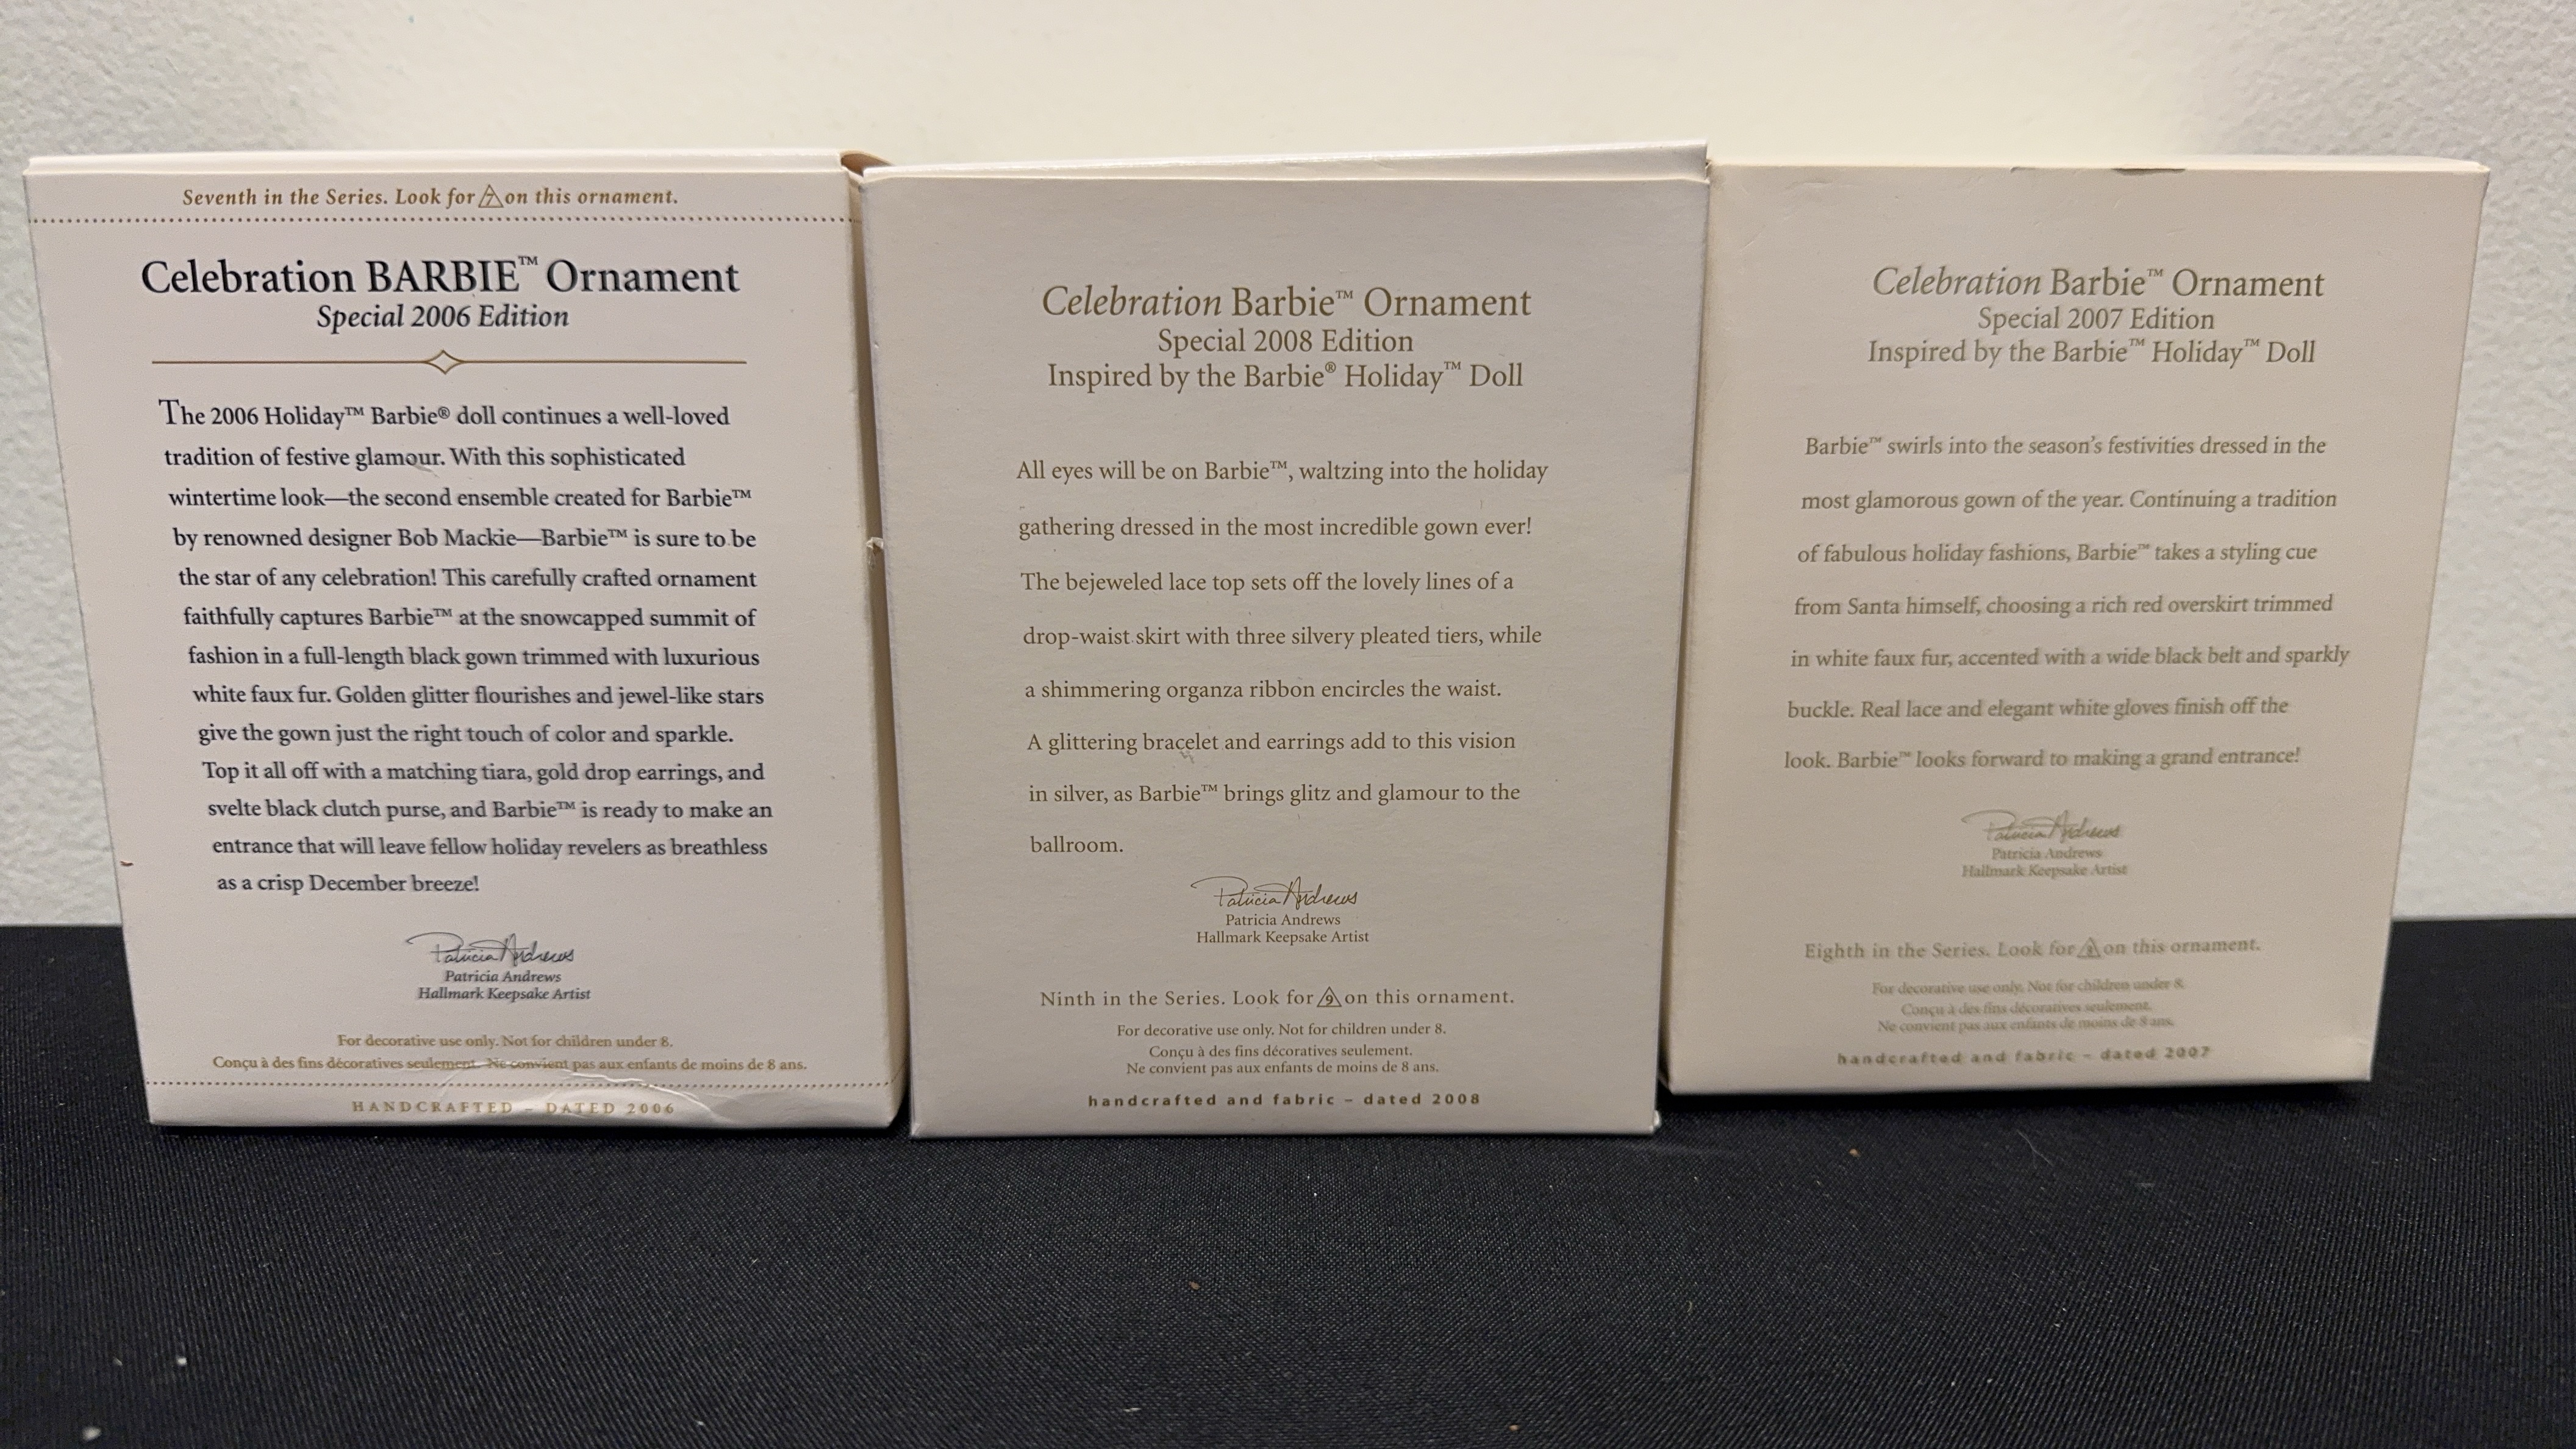 Seventh in the Series. Look for 7 on this ornament.
Celebration BARBIE™ Ornament
Special 2006 Edition
The 2006 Holiday™ Barbie® doll continues a well-loved
tradition of festive glamour. With this sophisticated
wintertime look—the second ensemble created for Barbie™
by renowned designer Bob Mackie—Barbie™ is sure to be
the star of any celebration! This carefully crafted ornament
faithfully captures Barbie™ at the snowcapped summit of
fashion in a full-length black gown trimmed with luxurious
white faux fur. Golden glitter flourishes and jewel-like stars
give the gown just the right touch of color and sparkle.
Top it all off with a matching tiara, gold drop earrings, and
svelte black clutch purse, and Barbie™ is ready to make an
entrance that will leave fellow holiday revelers as breathless
as a crisp December breeze!
Patricia Andrews
Patricia Andrews
Hallmark Keepsake Artist
For decorative use only. Not for children under 8.
Conçu à des fins décoratives seulement. Ne convient pas aux enfants de moins de 8 ans.
HANDCRAFTED – DATED 2006
Celebration Barbie™ Ornament
Special 2008 Edition
Inspired by the Barbie® Holiday™ Doll
All eyes will be on Barbie™, waltzing into the holiday
gathering dressed in the most incredible gown ever!
The bejeweled lace top sets off the lovely lines of a
drop-waist skirt with three silvery pleated tiers, while
a shimmering organza ribbon encircles the waist.
A glittering bracelet and earrings add to this vision
in silver, as Barbie™ brings glitz and glamour to the
ballroom.
Patricia Andrews
Patricia Andrews
Hallmark Keepsake Artist
Ninth in the Series. Look for 9 on this ornament.
For decorative use only. Not for children under 8.
Conçu à des fins décoratives seulement.
Ne convient pas aux enfants de moins de 8 ans.
handcrafted and fabric – dated 2008
Celebration Barbie™ Ornament
Special 2007 Edition
Inspired by the Barbie™ Holiday™ Doll
Barbie™ swirls into the season's festivities dressed in the
most glamorous gown of the year. Continuing a tradition
of fabulous holiday fashions, Barbie™ takes a styling cue
from Santa himself, choosing a rich red overskirt trimmed
in white faux fur, accented with a wide black belt and sparkly
buckle. Real lace and elegant white gloves finish off the
look. Barbie™ looks forward to making a grand entrance!
Patricia Andrews
Patricia Andrews
Hallmark Keepsake Artist
Eighth in the Series. Look for 8 on this ornament.
For decorative use only. Not for children under 8.
Conçu à des fins décoratives seulement.
Ne convient pas aux enfants de moins de 8 ans.
handcrafted and fabric – dated 2007